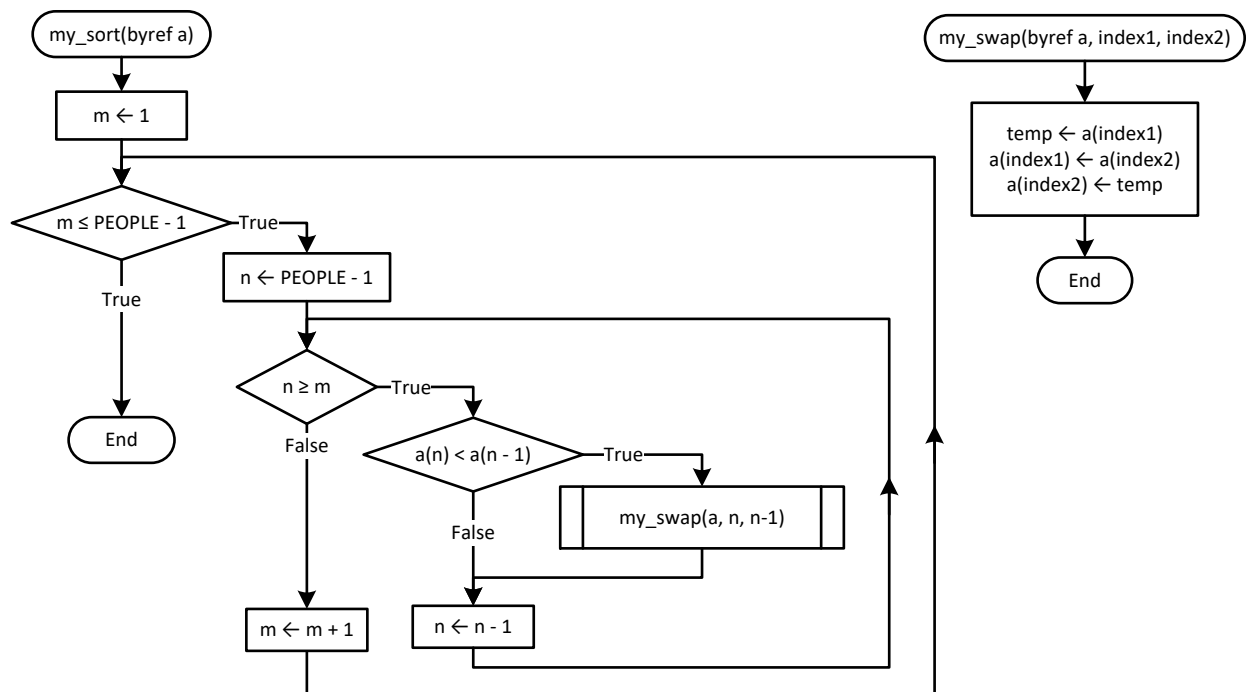 my_sort(byref a)
m ← 1
m ≤ PEOPLE - 1
True
True
n ← PEOPLE - 1
n ≥ m
True
False
End
a(n) < a(n - 1)
True
my_swap(a, n, n-1)
False
m ← m + 1
n ← n - 1
my_swap(byref a, index1, index2)
temp ← a(index1)
a(index1) ← a(index2)
a(index2) ← temp
End